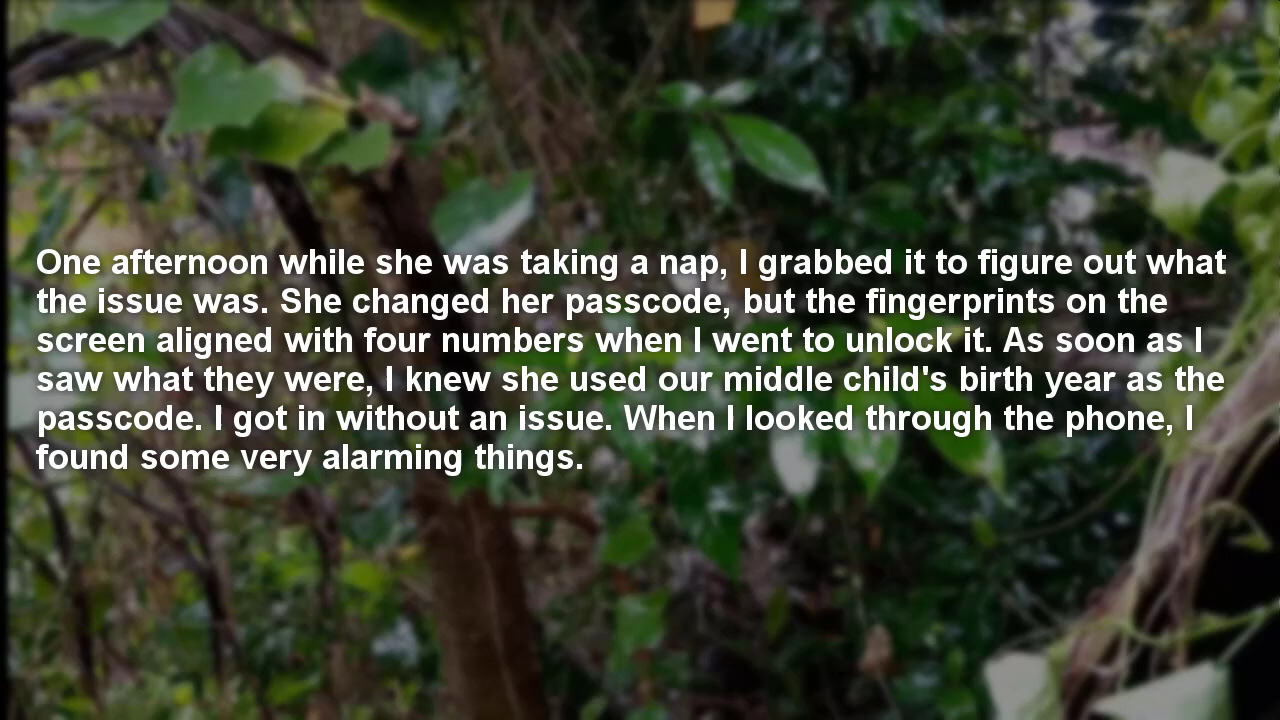 One afternoon while she was taking a nap, I grabbed it to figure out what
the issue was. She changed her passcode, but the fingerprints on the
screen aligned with four numbers when I went to unlock it. As soon as I
saw what they were, I knew she used our middle child's birth year as the
passcode. I got in without an issue. When I looked through the phone, I
found some very alarming things.